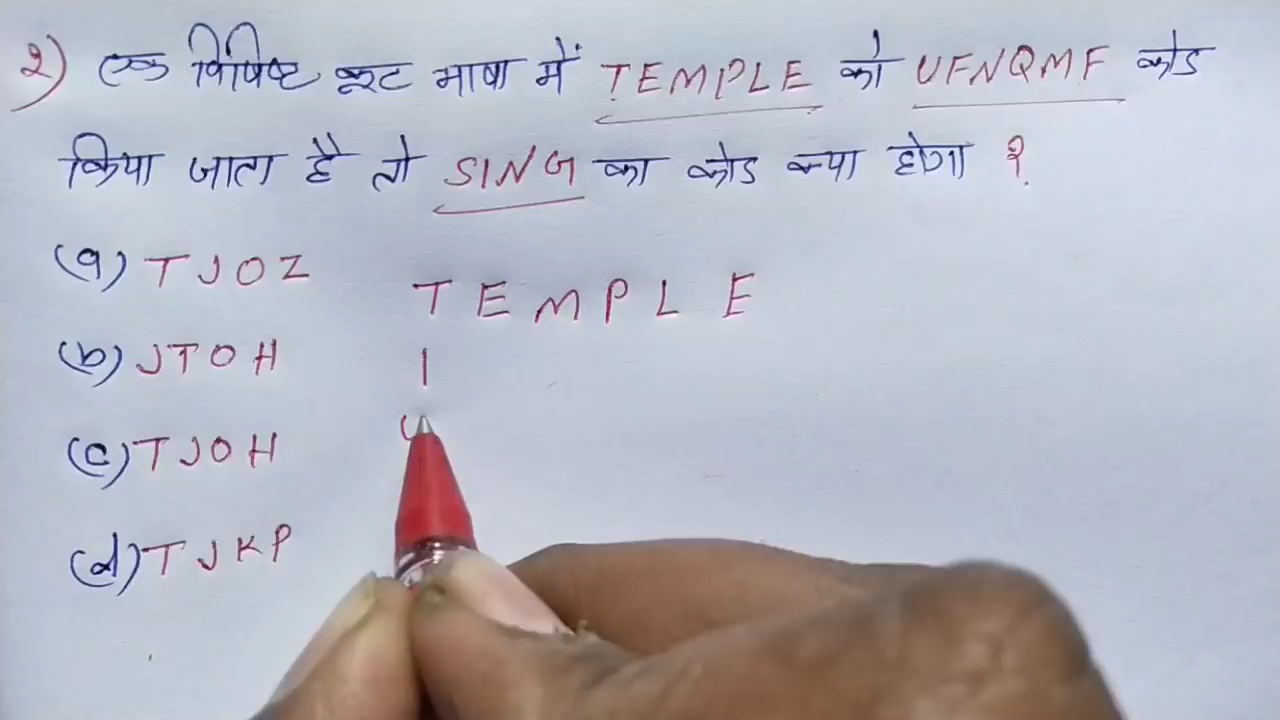 2) एक विशिष्ट कूट भाषा में TEMPLE को UFNQMF कोड
किया जाता है तो SING का कोड क्या होगा ?
(a) TJOZ
(b) JTOH
(c) TJOH
(d) TJKP
TEMPLE